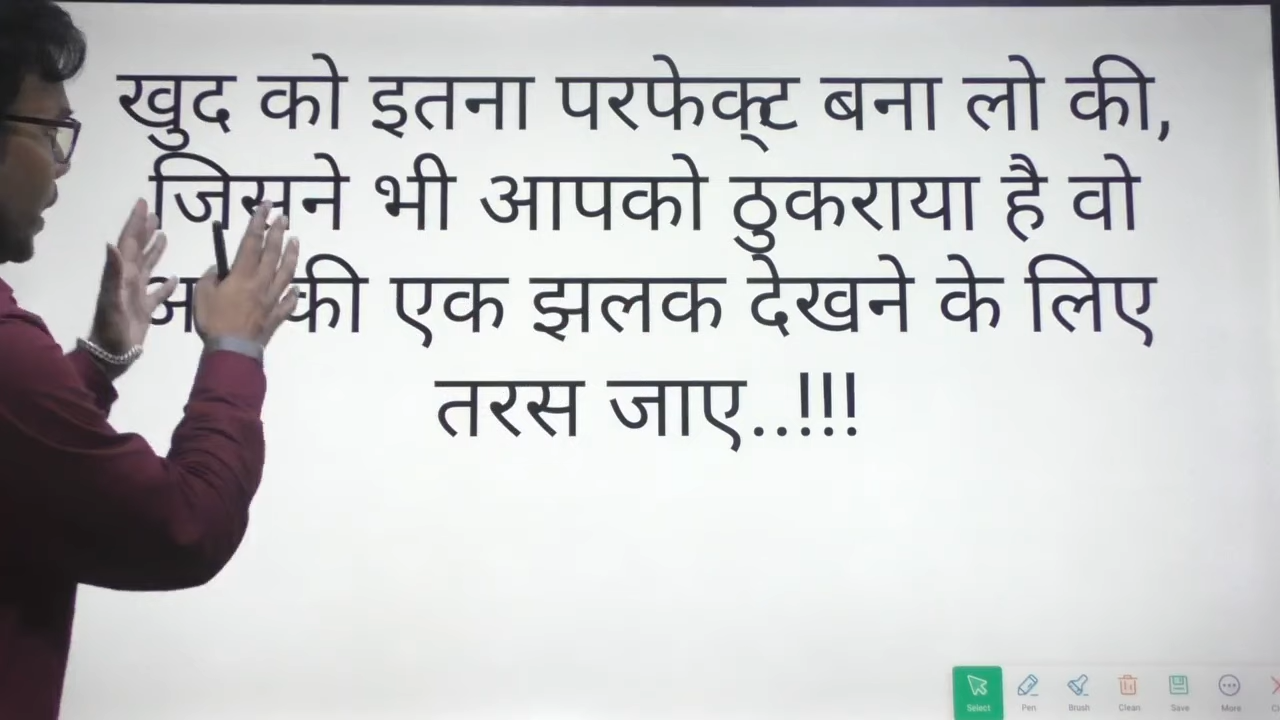 खुद को इतना परफेक्ट बना लो की,
जिसने भी आपको ठुकराया है वो
की एक झलक देखने के लिए
तरस जाए..!!!
Select Pen Brush Clean Save More